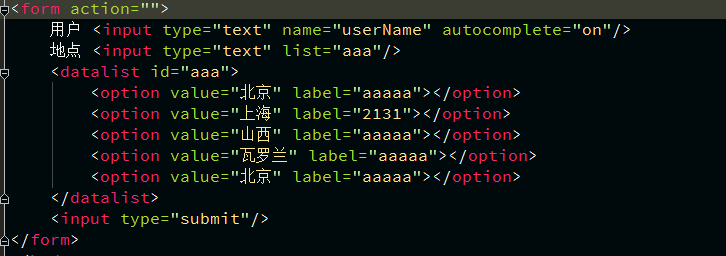 <form action="">
用户 <input type="text" name="userName" autocomplete="on"/>
地点 <input type="text" list="aaa"/>
<datalist id="aaa">
<option value="北京" label="aaaaa"></option>
<option value="上海" label="2131"></option>
<option value="山西" label="aaaaa"></option>
<option value="瓦罗兰" label="aaaaa"></option>
<option value="北京" label="aaaaa"></option>
</datalist>
<input type="submit"/>
</form>